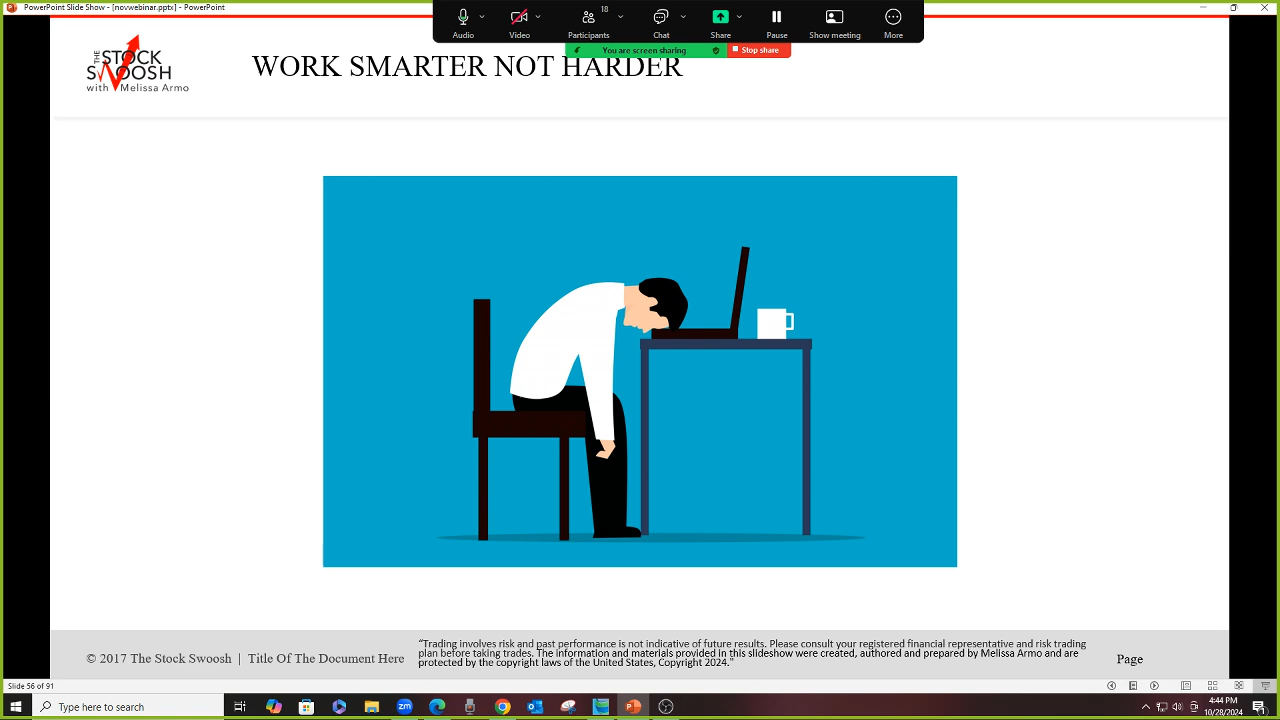 PowerPoint Slide Show - [novwebinar.pptx] - PowerPoint
18
Audio
Video
Participants
Chat
Share
Pause
Show meeting
More
You are screen sharing
Stop share
THE
STOCK
SWOOSH
with Melissa Armo
WORK SMARTER NOT HARDER
© 2017 The Stock Swoosh | Title Of The Document Here
“Trading involves risk and past performance is not indicative of future results. Please consult your registered financial representative and risk trading
plan before taking trades. The information and materials provided in this slideshow were created, authored and prepared by Melissa Armo and are
protected by the copyright laws of the United States, Copyright 2024."
Page
Slide 56 of 91
Type here to search
4:44 PM
10/28/2024
1